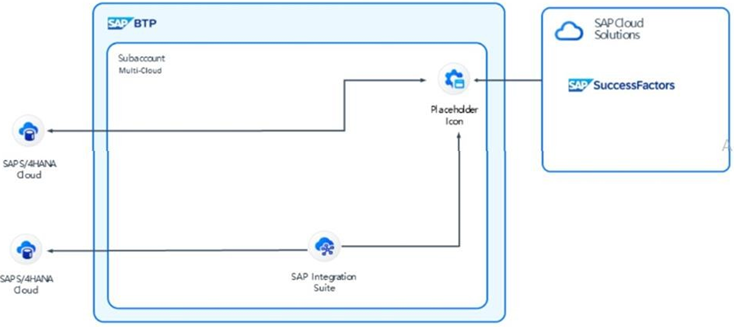 SAP BTP
Subaccount
Multi-Cloud
SAP Cloud
Solutions
SAP SuccessFactors
Placeholder
Icon
SAP S/4HANA
Cloud
SAP Integration
Suite
SAP S/4HANA
Cloud
A